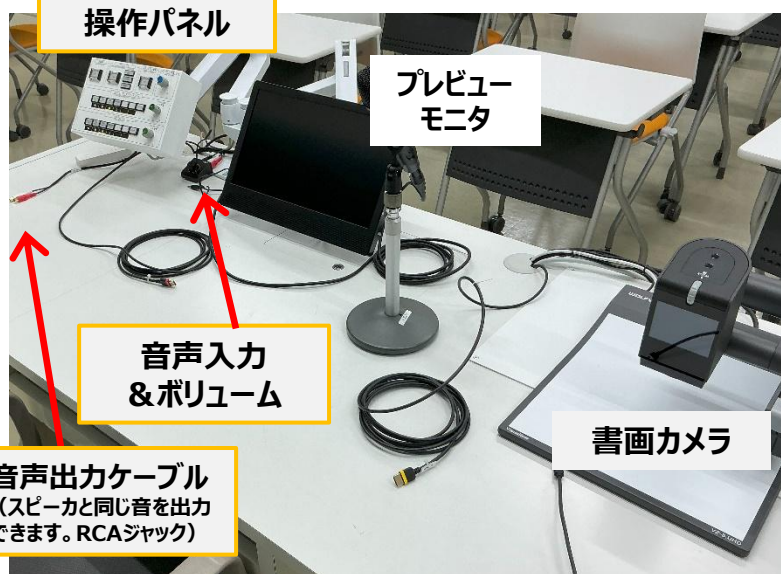 操作パネル
プレビュー
モニタ
音声入力
＆ボリューム
書画カメラ
音声出力ケーブル
（スピーカと同じ音を出力
できます。RCAジャック）